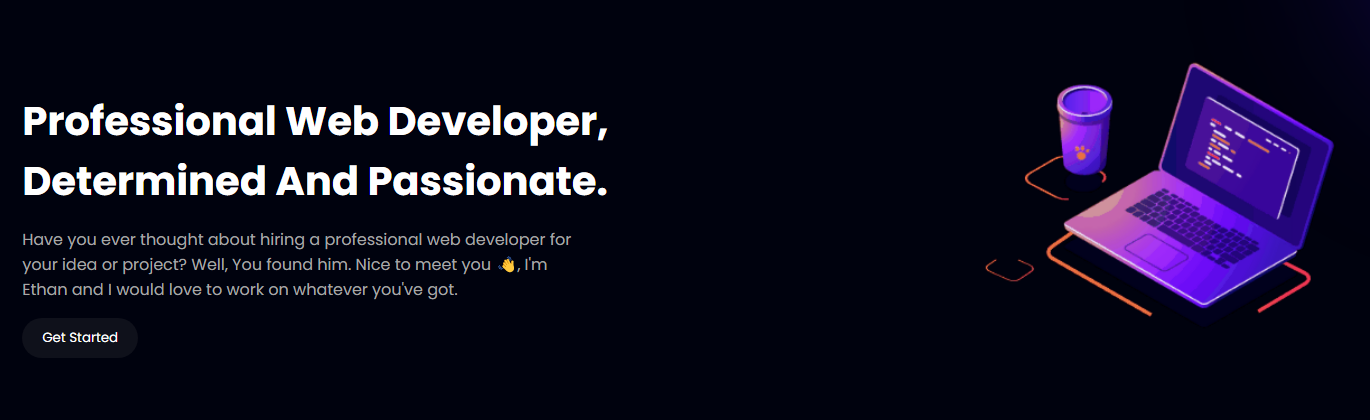 Professional Web Developer,
Determined And Passionate.
Have you ever thought about hiring a professional web developer for
your idea or project? Well, You found him. Nice to meet you 👋, I'm
Ethan and I would love to work on whatever you've got.
Get Started